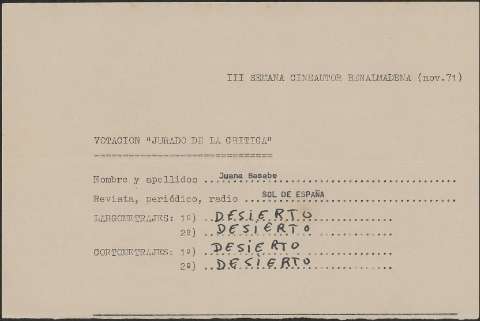 III SEMANA CINEAUTOR BENALMADENA (nov.71)
VOTACION "JURADO DE LA CRITICA"
Nombre y apellidos ..Juana Basabe
Revista, periódico, radio ...SOL DE ESPAÑA
LARGOMETRAJES: 1º) DESIERTO
2º) DESIERTO
CORTOMETRAJES: 1º) DESIERTO
2º) DESIERTO